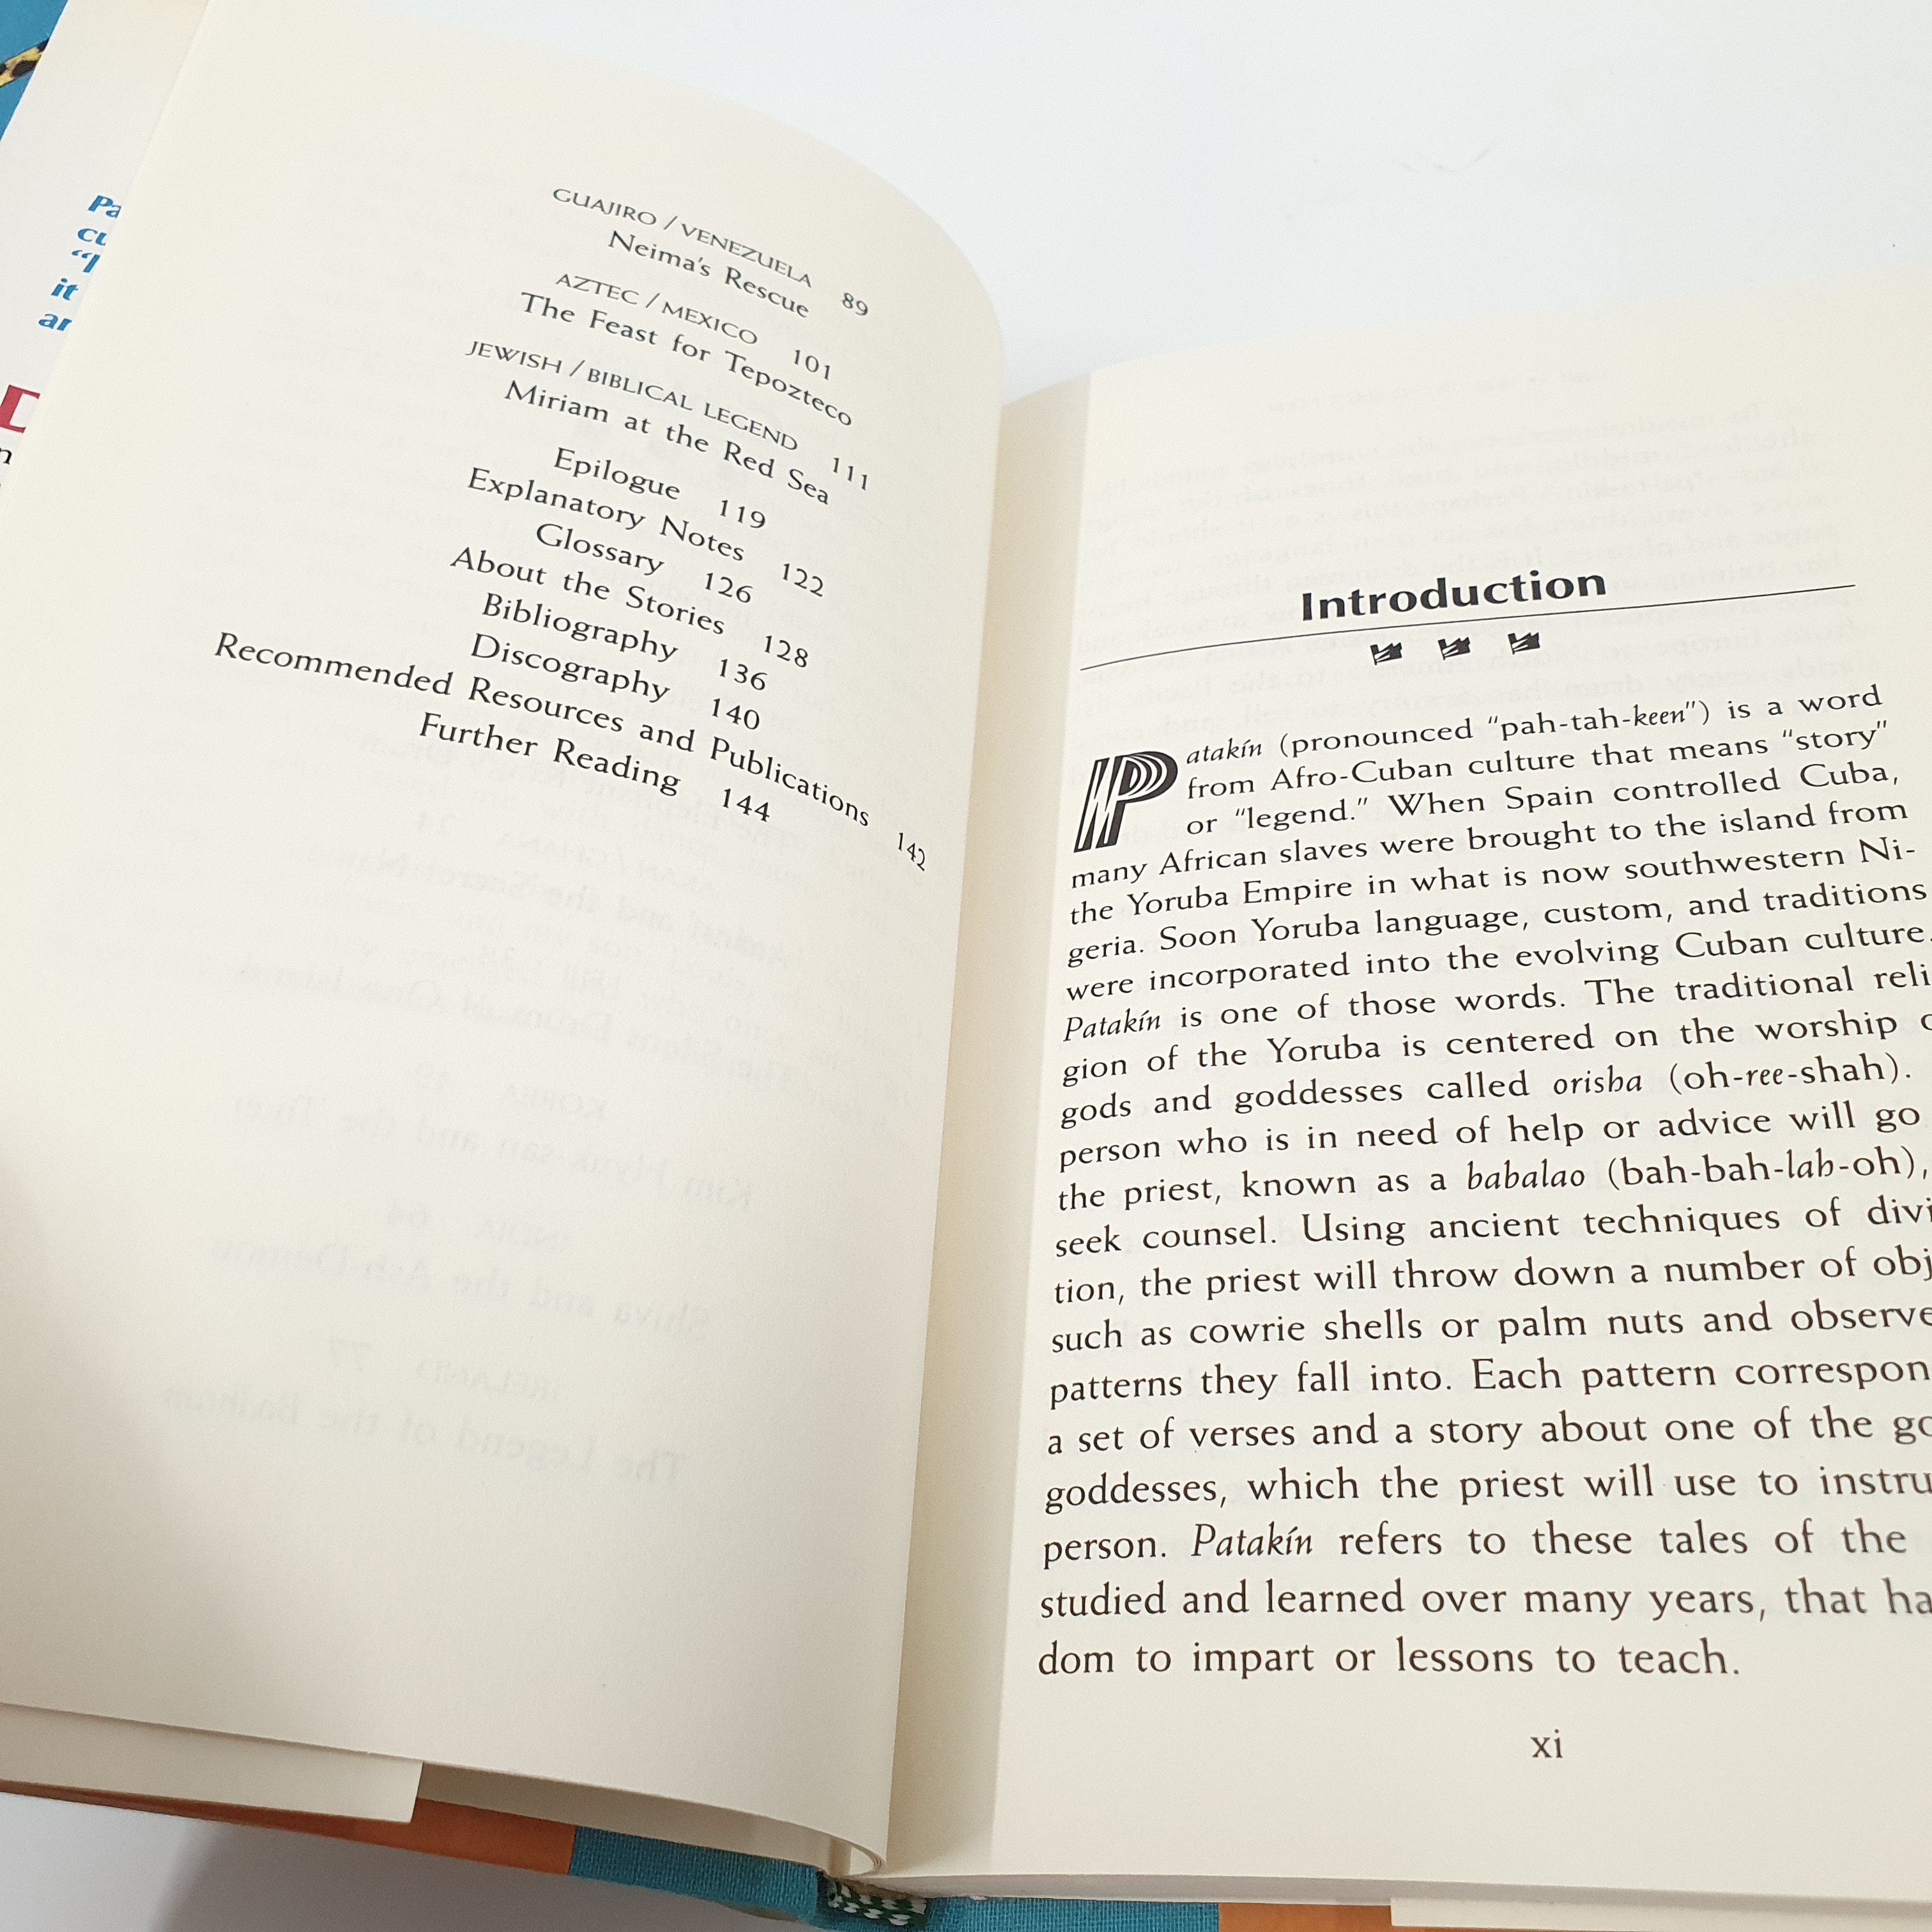 Pa
cu
"I
it
ar
GUAJIRO / VENEZUELA 89
Neima's Rescue
AZTEC / MEXICO 101
The Feast for Tepozteco
JEWISH / BIBLICAL LEGEND 111
Miriam at the Red Sea
Epilogue 119
Explanatory Notes 122
Glossary 126
About the Stories 128
Bibliography 136
Discography 140
Recommended Resources and Publications 142
Further Reading 144
Introduction
Patakín (pronounced "pah-tah-keen") is a word
from Afro-Cuban culture that means "story"
or "legend." When Spain controlled Cuba,
many African slaves were brought to the island from
the Yoruba Empire in what is now southwestern Ni-
geria. Soon Yoruba language, custom, and traditions
were incorporated into the evolving Cuban culture.
Patakín is one of those words. The traditional reli
gion of the Yoruba is centered on the worship o
gods and goddesses called orisha (oh-ree-shah).
person who is in need of help or advice will go
the priest, known as a babalao (bah-bah-lah-oh),
seek counsel. Using ancient techniques of divi
tion, the priest will throw down a number of obj
such as cowrie shells or palm nuts and observe
patterns they fall into. Each pattern correspon
a set of verses and a story about one of the go
goddesses, which the priest will use to instru
person. Patakín refers to these tales of the
studied and learned over many years, that ha
dom to impart or lessons to teach.
xi